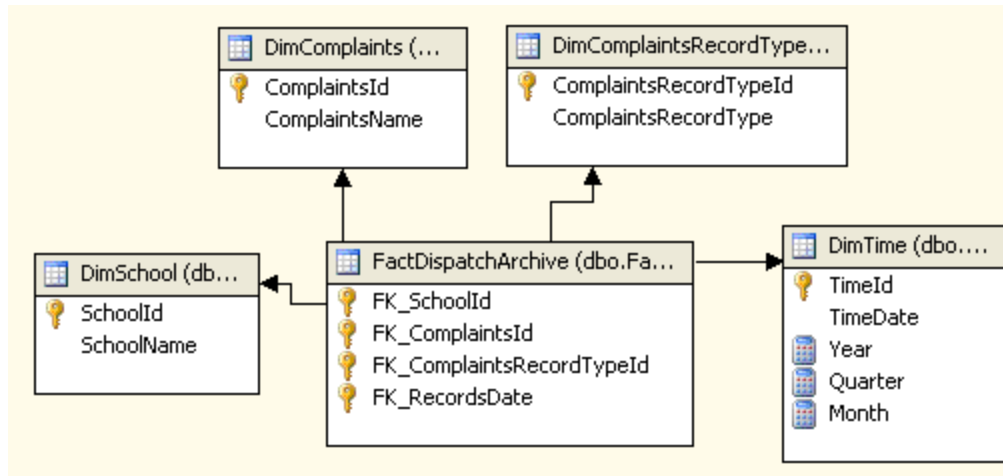 DimComplaints (...
ComplaintsId
ComplaintsName
DimComplaintsRecordType...
ComplaintsRecordTypeId
ComplaintsRecordType
DimSchool (db...
SchoolId
SchoolName
FactDispatchArchive (dbo.Fa...
FK_SchoolId
FK_ComplaintsId
FK_ComplaintsRecordTypeId
FK_RecordsDate
DimTime (dbo....
TimeId
TimeDate
Year
Quarter
Month